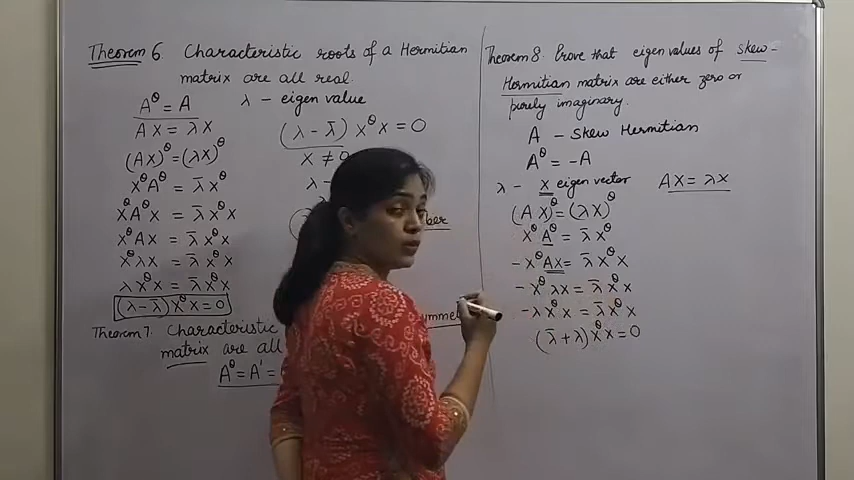 Theorem 6. Characteristic roots of a Hermitian
matrix are all real.
A^θ = A
λ - eigen value
AX = λX
(AX)^θ = (λX)^θ
X^θA^θ = λ̄X^θ
X^θA^θX = λ̄X^θX
X^θAX = λ̄X^θX
X^θλX = λ̄X^θX
λX^θX = λ̄X^θX
(λ-λ̄)X^θX = 0
(λ-λ̄)X^θX = 0
X ≠ 0
λ-
Theorem 7. Characteristic
matrix are all
A^θ = A' =
Theorem 8. Prove that eigen values of skew-
Hermitian matrix are either zero or
purely imaginary.
A - skew Hermitian
A^θ = -A
λ - X eigen vector AX = λX
(AX)^θ = (λX)^θ
X^θA^θ = λ̄X^θ
-X^θAX = λ̄X^θX
-X^θλX = λ̄X^θX
-λX^θX = λ̄X^θX
(λ̄+λ)X^θX = 0